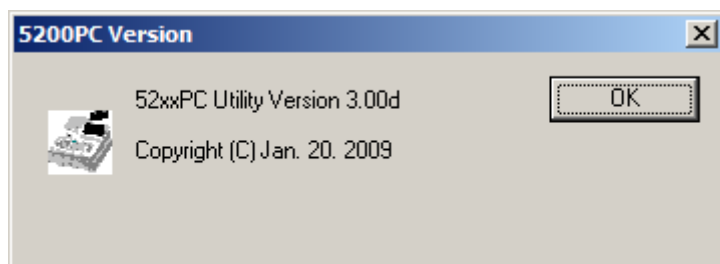 5200PC Version
52xxPC Utility Version 3.00d
OK
Copyright (C) Jan. 20. 2009